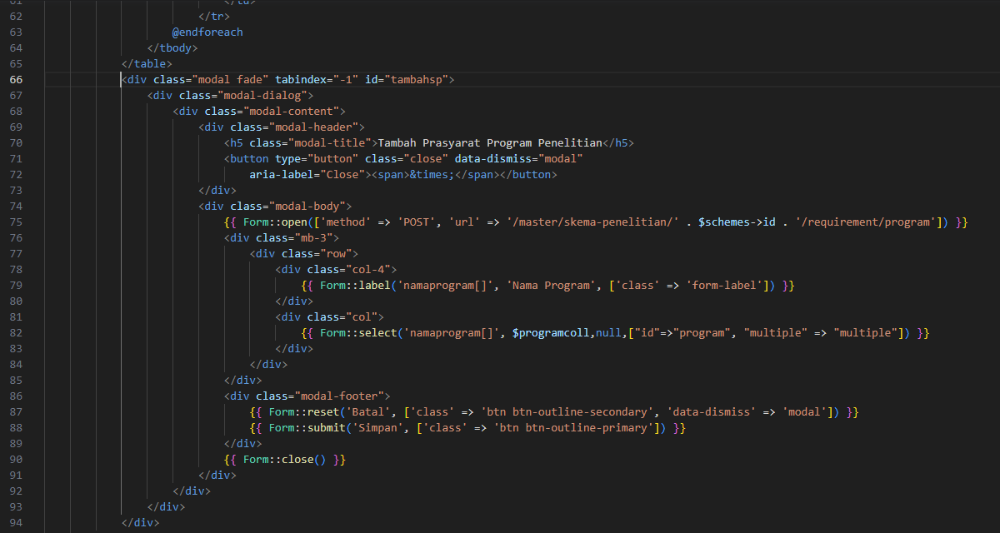 62 </tr>
63 @endforeach
64 </tbody>
65 </table>
66 <div class="modal fade" tabindex="-1" id="tambahsp">
67 <div class="modal-dialog">
68 <div class="modal-content">
69 <div class="modal-header">
70 <h5 class="modal-title">Tambah Prasyarat Program Penelitian</h5>
71 <button type="button" class="close" data-dismiss="modal"
72 aria-label="Close"><span>&times;</span></button>
73 </div>
74 <div class="modal-body">
75 {{ Form::open(['method' => 'POST', 'url' => '/master/skema-penelitian/' . $schemes->id . '/requirement/program']) }}
76 <div class="mb-3">
77 <div class="row">
78 <div class="col-4">
79 {{ Form::label('namaprogram[]', 'Nama Program', ['class' => 'form-label']) }}
80 </div>
81 <div class="col">
82 {{ Form::select('namaprogram[]', $programcoll,null,["id"=>"program", "multiple" => "multiple"]) }}
83 </div>
84 </div>
85 </div>
86 <div class="modal-footer">
87 {{ Form::reset('Batal', ['class' => 'btn btn-outline-secondary', 'data-dismiss' => 'modal']) }}
88 {{ Form::submit('Simpan', ['class' => 'btn btn-outline-primary']) }}
89 </div>
90 {{ Form::close() }}
91 </div>
92 </div>
93 </div>
94 </div>